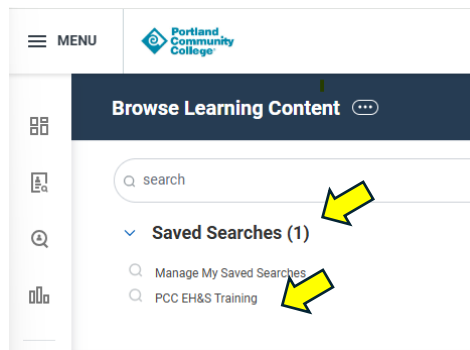 MENU
Portland
Community
College
Browse Learning Content
search
Saved Searches (1)
Manage My Saved Searches
PCC EH&S Training